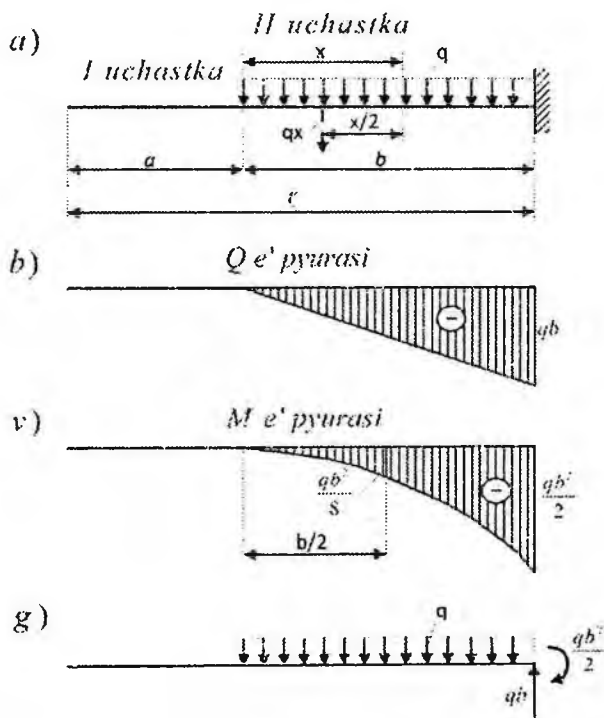 a)
II uchastka
I uchastka
x
q
qx
x/2
a
b
ℓ
b)
Q e' pyurasi
−
qb
v)
M e' pyurasi
qb²/8
−
qb²/2
b/2
g)
q
qb²/2
qb